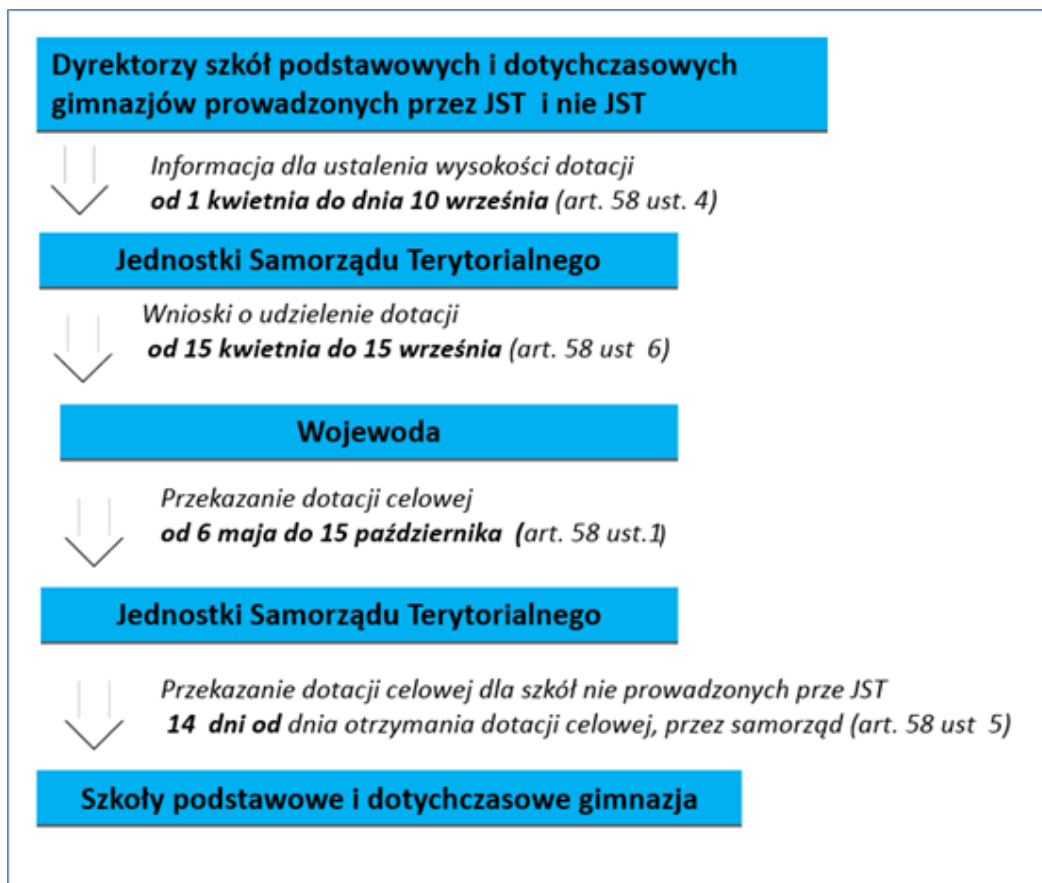 Dyrektorzy szkół podstawowych i dotychczasowych
gimnazjów prowadzonych przez JST i nie JST
Informacja dla ustalenia wysokości dotacji
od 1 kwietnia do dnia 10 września (art. 58 ust. 4)
Jednostki Samorządu Terytorialnego
Wnioski o udzielenie dotacji
od 15 kwietnia do 15 września (art. 58 ust 6)
Wojewoda
Przekazanie dotacji celowej
od 6 maja do 15 października (art. 58 ust.1)
Jednostki Samorządu Terytorialnego
Przekazanie dotacji celowej dla szkół nie prowadzonych prze JST
14 dni od dnia otrzymania dotacji celowej, przez samorząd (art. 58 ust 5)
Szkoły podstawowe i dotychczasowe gimnazja